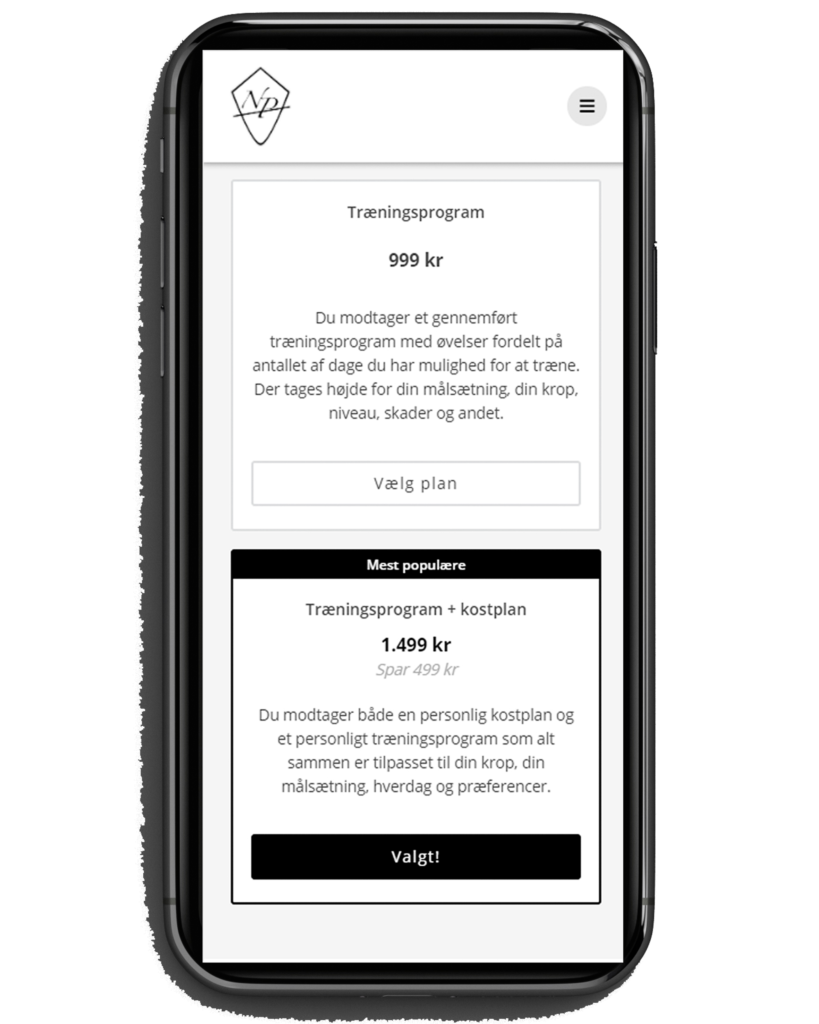 Np
Træningsprogram
999 kr
Du modtager et gennemført
træningsprogram med øvelser fordelt på
antallet af dage du har mulighed for at træne.
Der tages højde for din målsætning, din krop,
niveau, skader og andet.
Vælg plan
Mest populære
Træningsprogram + kostplan
1.499 kr
Spar 499 kr
Du modtager både en personlig kostplan og
et personligt træningsprogram som alt
sammen er tilpasset til din krop, din
målsætning, hverdag og præferencer.
Valgt!